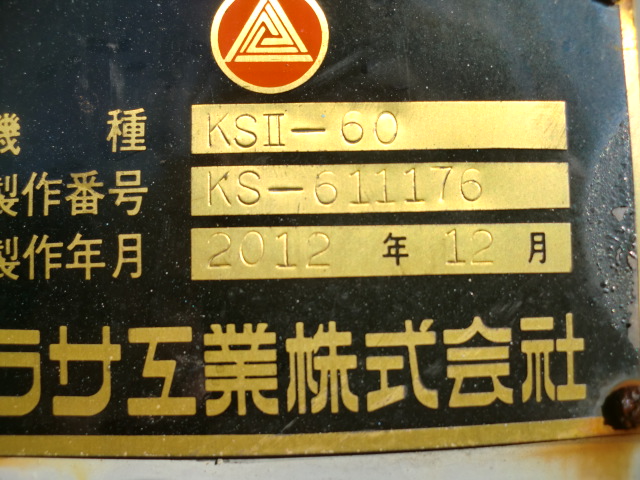 機 種 KSII-60
製作番号 KS-611176
製作年月 2012 年 12 月
ラサ工業株式会社